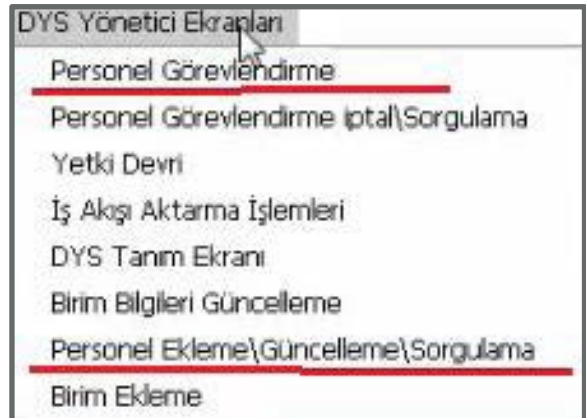 DYS Yönetici Ekranları
Personel Görevlendirme
Personel Görevlendirme iptal\Sorgulama
Yetki Devri
İş Akışı Aktarma İşlemleri
DYS Tanım Ekranı
Birim Bilgileri Güncelleme
Personel Ekleme\Güncelleme\Sorgulama
Birim Ekleme